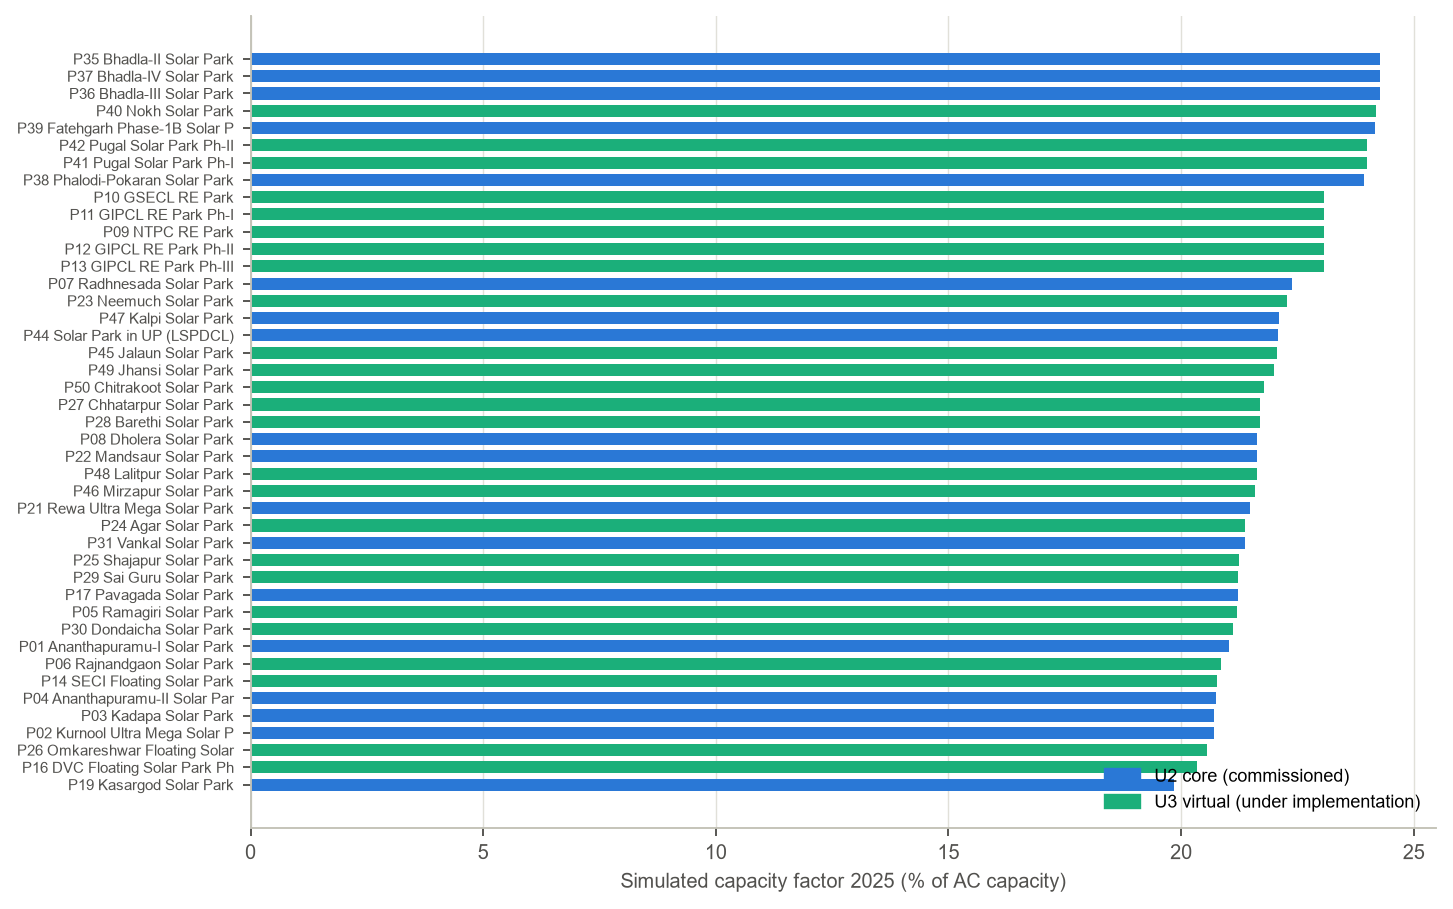 P35 Bhadla-II Solar Park
P37 Bhadla-IV Solar Park
P36 Bhadla-III Solar Park
P40 Nokh Solar Park
P39 Fatehgarh Phase-1B Solar P
P42 Pugal Solar Park Ph-II
P41 Pugal Solar Park Ph-I
P38 Phalodi-Pokaran Solar Park
P10 GSECL RE Park
P11 GIPCL RE Park Ph-I
P09 NTPC RE Park
P12 GIPCL RE Park Ph-II
P13 GIPCL RE Park Ph-III
P07 Radhnesada Solar Park
P23 Neemuch Solar Park
P47 Kalpi Solar Park
P44 Solar Park in UP (LSPDCL)
P45 Jalaun Solar Park
P49 Jhansi Solar Park
P50 Chitrakoot Solar Park
P27 Chhatarpur Solar Park
P28 Barethi Solar Park
P08 Dholera Solar Park
P22 Mandsaur Solar Park
P48 Lalitpur Solar Park
P46 Mirzapur Solar Park
P21 Rewa Ultra Mega Solar Park
P24 Agar Solar Park
P31 Vankal Solar Park
P25 Shajapur Solar Park
P29 Sai Guru Solar Park
P17 Pavagada Solar Park
P05 Ramagiri Solar Park
P30 Dondaicha Solar Park
P01 Ananthapuramu-I Solar Park
P06 Rajnandgaon Solar Park
P14 SECI Floating Solar Park
P04 Ananthapuramu-II Solar Par
P03 Kadapa Solar Park
P02 Kurnool Ultra Mega Solar P
P26 Omkareshwar Floating Solar
P16 DVC Floating Solar Park Ph
P19 Kasargod Solar Park
U2 core (commissioned)
U3 virtual (under implementation)
0 5 10 15 20 25
Simulated capacity factor 2025 (% of AC capacity)